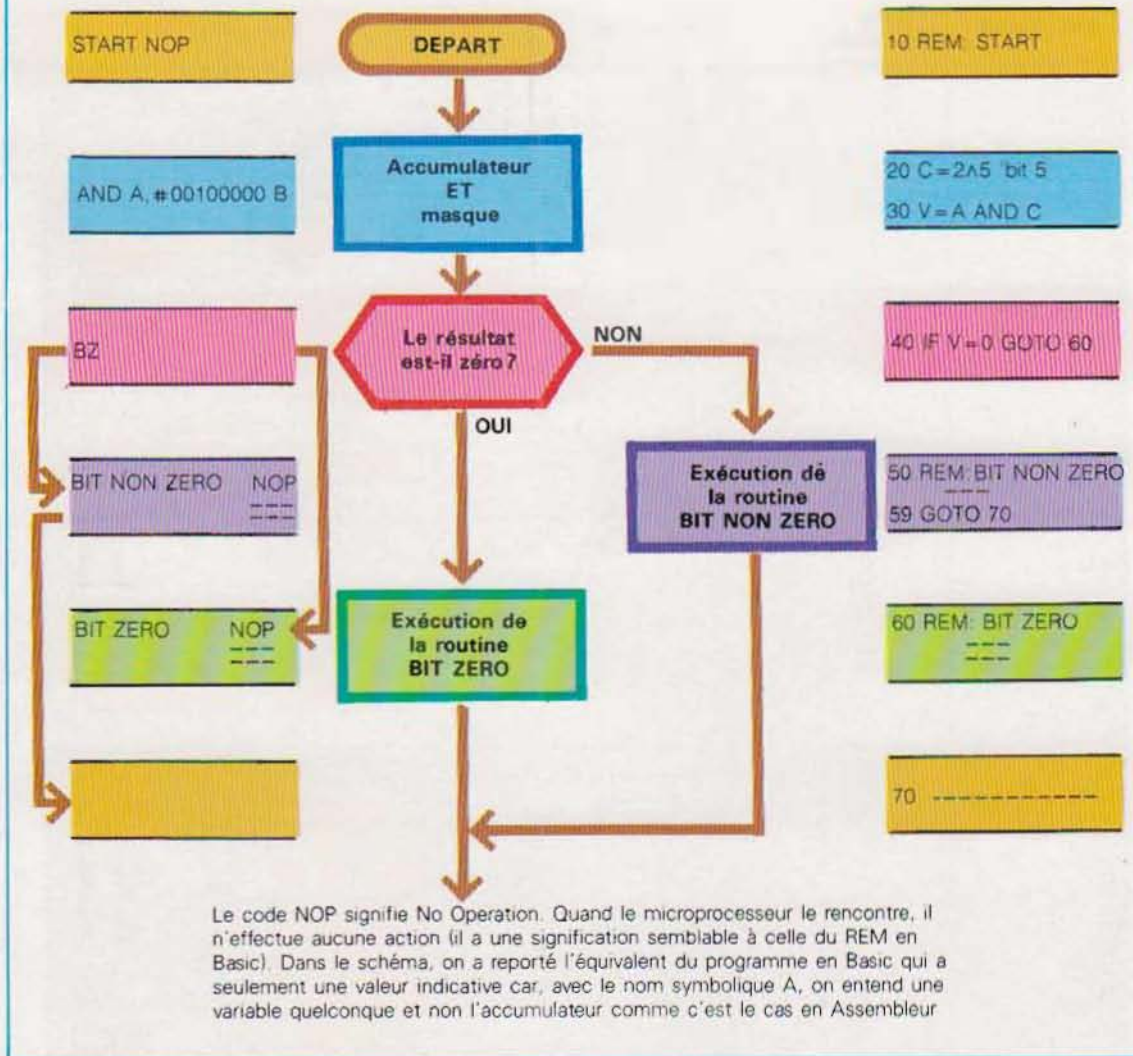 START NOP
DEPART
10 REM: START
AND A, #00100000 B
Accumulateur
ET
masque
20 C=2∧5 'bit 5
30 V=A AND C
BZ
Le résultat
est-il zéro?
NON
40 IF V=0 GOTO 60
OUI
BIT NON ZERO NOP
---
---
Exécution de
la routine
BIT NON ZERO
50 REM: BIT NON ZERO
---
59 GOTO 70
BIT ZERO NOP
---
---
Exécution de
la routine
BIT ZERO
60 REM: BIT ZERO
---
---
70 -----------
Le code NOP signifie No Operation. Quand le microprocesseur le rencontre, il
n'effectue aucune action (il a une signification semblable à celle du REM en
Basic). Dans le schéma, on a reporté l'équivalent du programme en Basic qui a
seulement une valeur indicative car, avec le nom symbolique A, on entend une
variable quelconque et non l'accumulateur comme c'est le cas en Assembleur